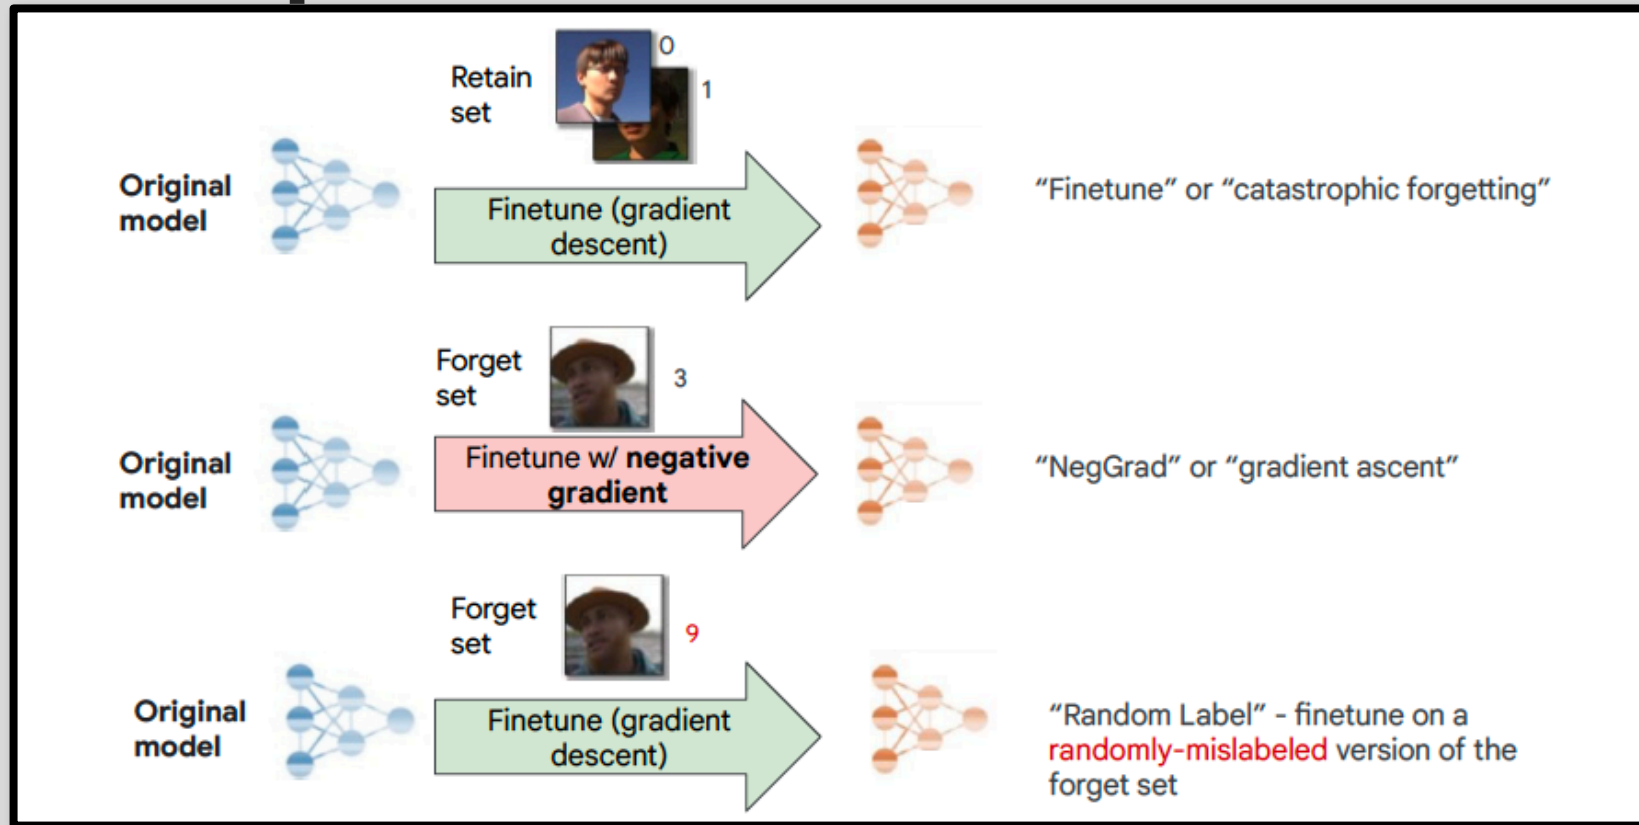 Retain
set
0
1
Original
model
Finetune (gradient
descent)
“Finetune” or “catastrophic forgetting”
Forget
set
3
Original
model
Finetune w/ negative
gradient
“NegGrad” or “gradient ascent”
Forget
set
9
Original
model
Finetune (gradient
descent)
“Random Label” - finetune on a
randomly-mislabeled version of the
forget set